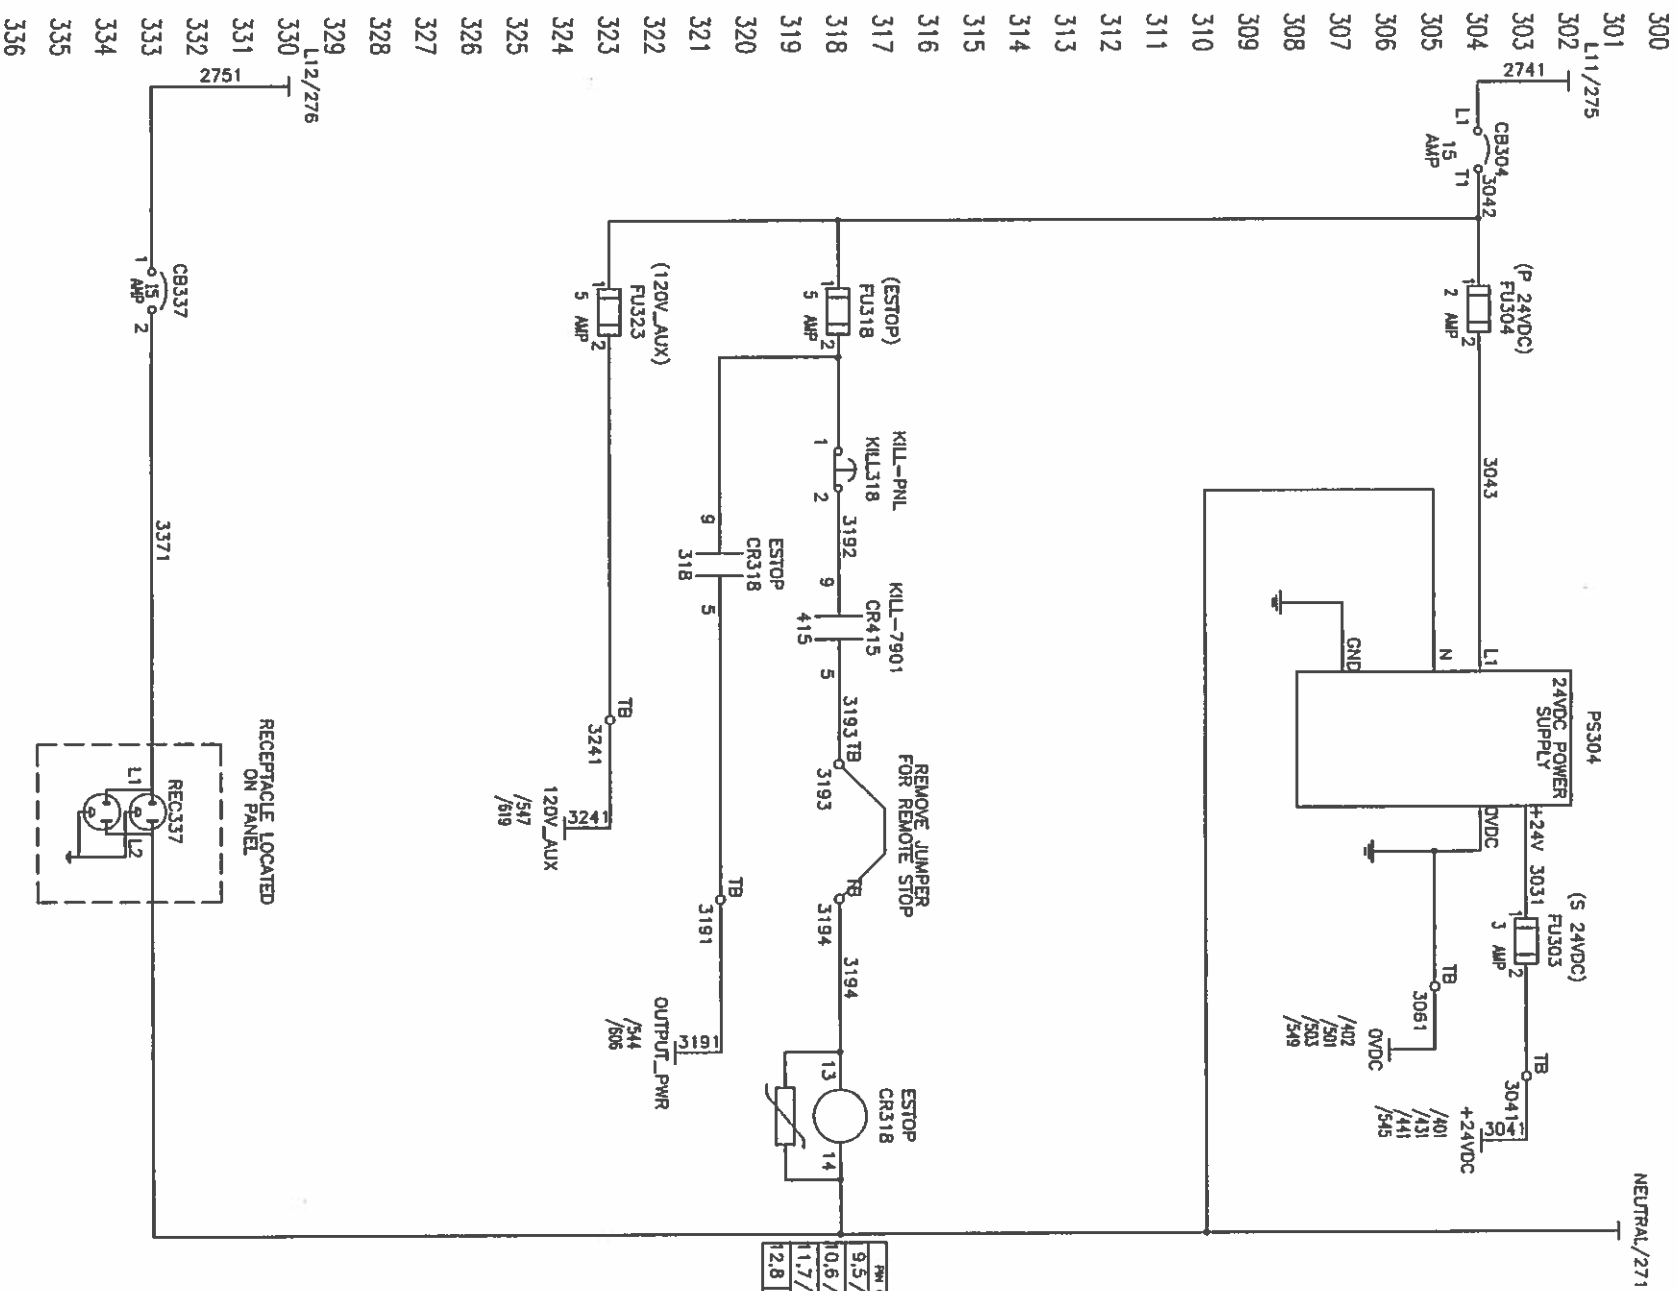 300
301
302
303
304
305
306
307
308
309
310
311
312
313
314
315
316
317
318
319
320
321
322
323
324
325
326
327
328
329
330
331
332
333
334
335
336
L11/275
2741
NEUTRAL/271
CB304
L1
T1
15
AMP
3042
(P 24VDC)
FU304
1
2
2 AMP
3043
PS304
24VDC POWER
SUPPLY
L1
N
GND
+24V
0VDC
3031
(S 24VDC)
FU303
1
2
3 AMP
TB
3041
3041
+24VDC
/401
/431
/441
/545
TB
3061
0VDC
/402
/501
/503
/549
(ESTOP)
FU318
1
2
5 AMP
KILL-PNL
KILL318
1
2
3192
KILL-7901
CR415
9
5
415
3193
TB
3193
REMOVE JUMPER
FOR REMOTE STOP
TB
3194
3194
ESTOP
CR318
13
14
9,5/
10,6/
11,7/
12,8
ESTOP
CR318
9
5
318
TB
3191
3191
OUTPUT_PWR
/544
/606
(120V_AUX)
FU323
1
2
5 AMP
TB
3241
3241
120V_AUX
/547
/619
L12/276
2751
CB337
1
2
15
AMP
3371
RECEPTACLE LOCATED
ON PANEL
REC337
L1
L2